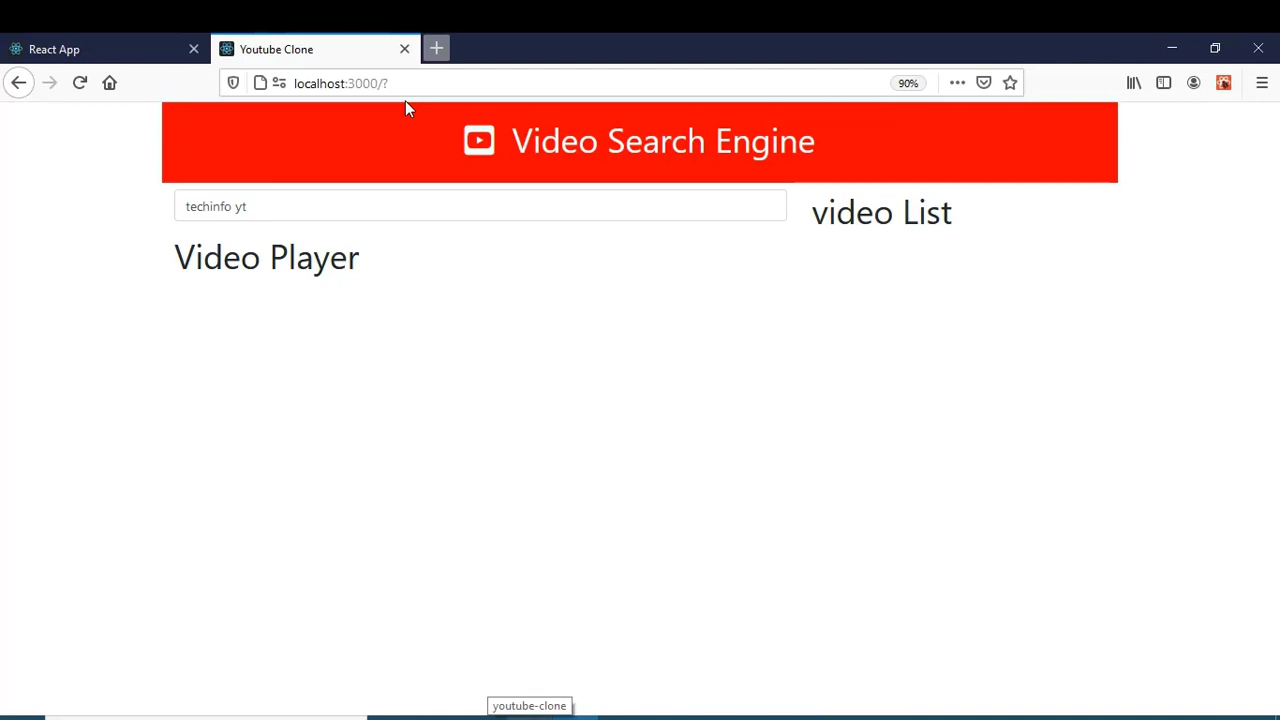 React App
Youtube Clone
localhost:3000/?
90%
Video Search Engine
techinfo yt
video List
Video Player
youtube-clone